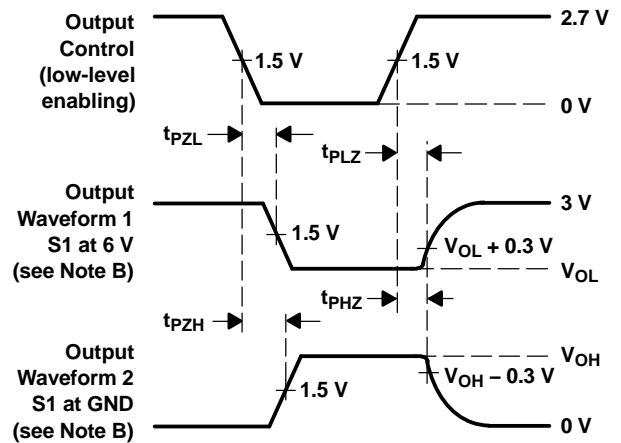 Output
Control
(low-level
enabling)
1.5 V
1.5 V
2.7 V
0 V
tPZL
tPLZ
Output
Waveform 1
S1 at 6 V
(see Note B)
1.5 V
3 V
VOL + 0.3 V
VOL
tPHZ
tPZH
Output
Waveform 2
S1 at GND
(see Note B)
1.5 V
VOH
VOH – 0.3 V
0 V